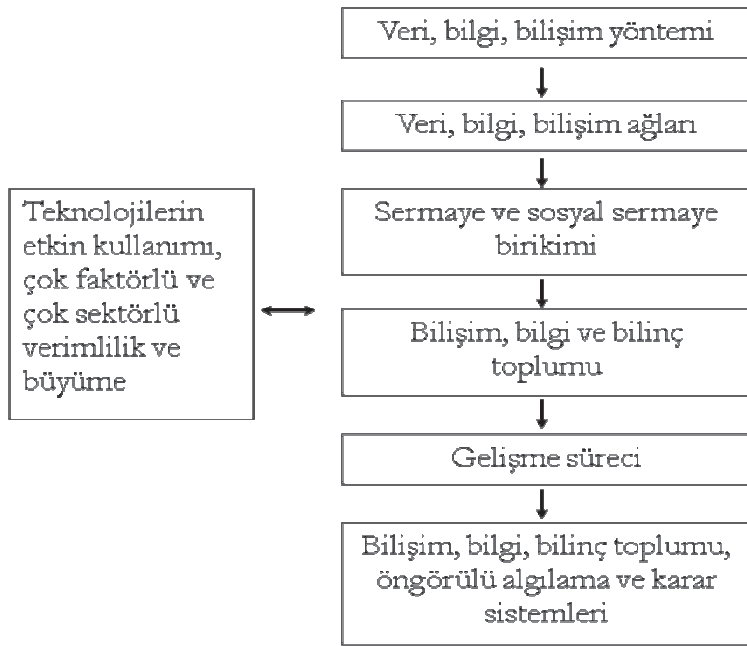 Veri, bilgi, bilişim yöntemi
Veri, bilgi, bilişim ağları
Sermaye ve sosyal sermaye
birikimi
Teknolojilerin
etkin kullanımı,
çok faktörlü ve
çok sektörlü
verimlilik ve
büyüme
Bilişim, bilgi ve bilinç
toplumu
Gelişme süreci
Bilişim, bilgi, bilinç toplumu,
öngörülü algılama ve karar
sistemleri